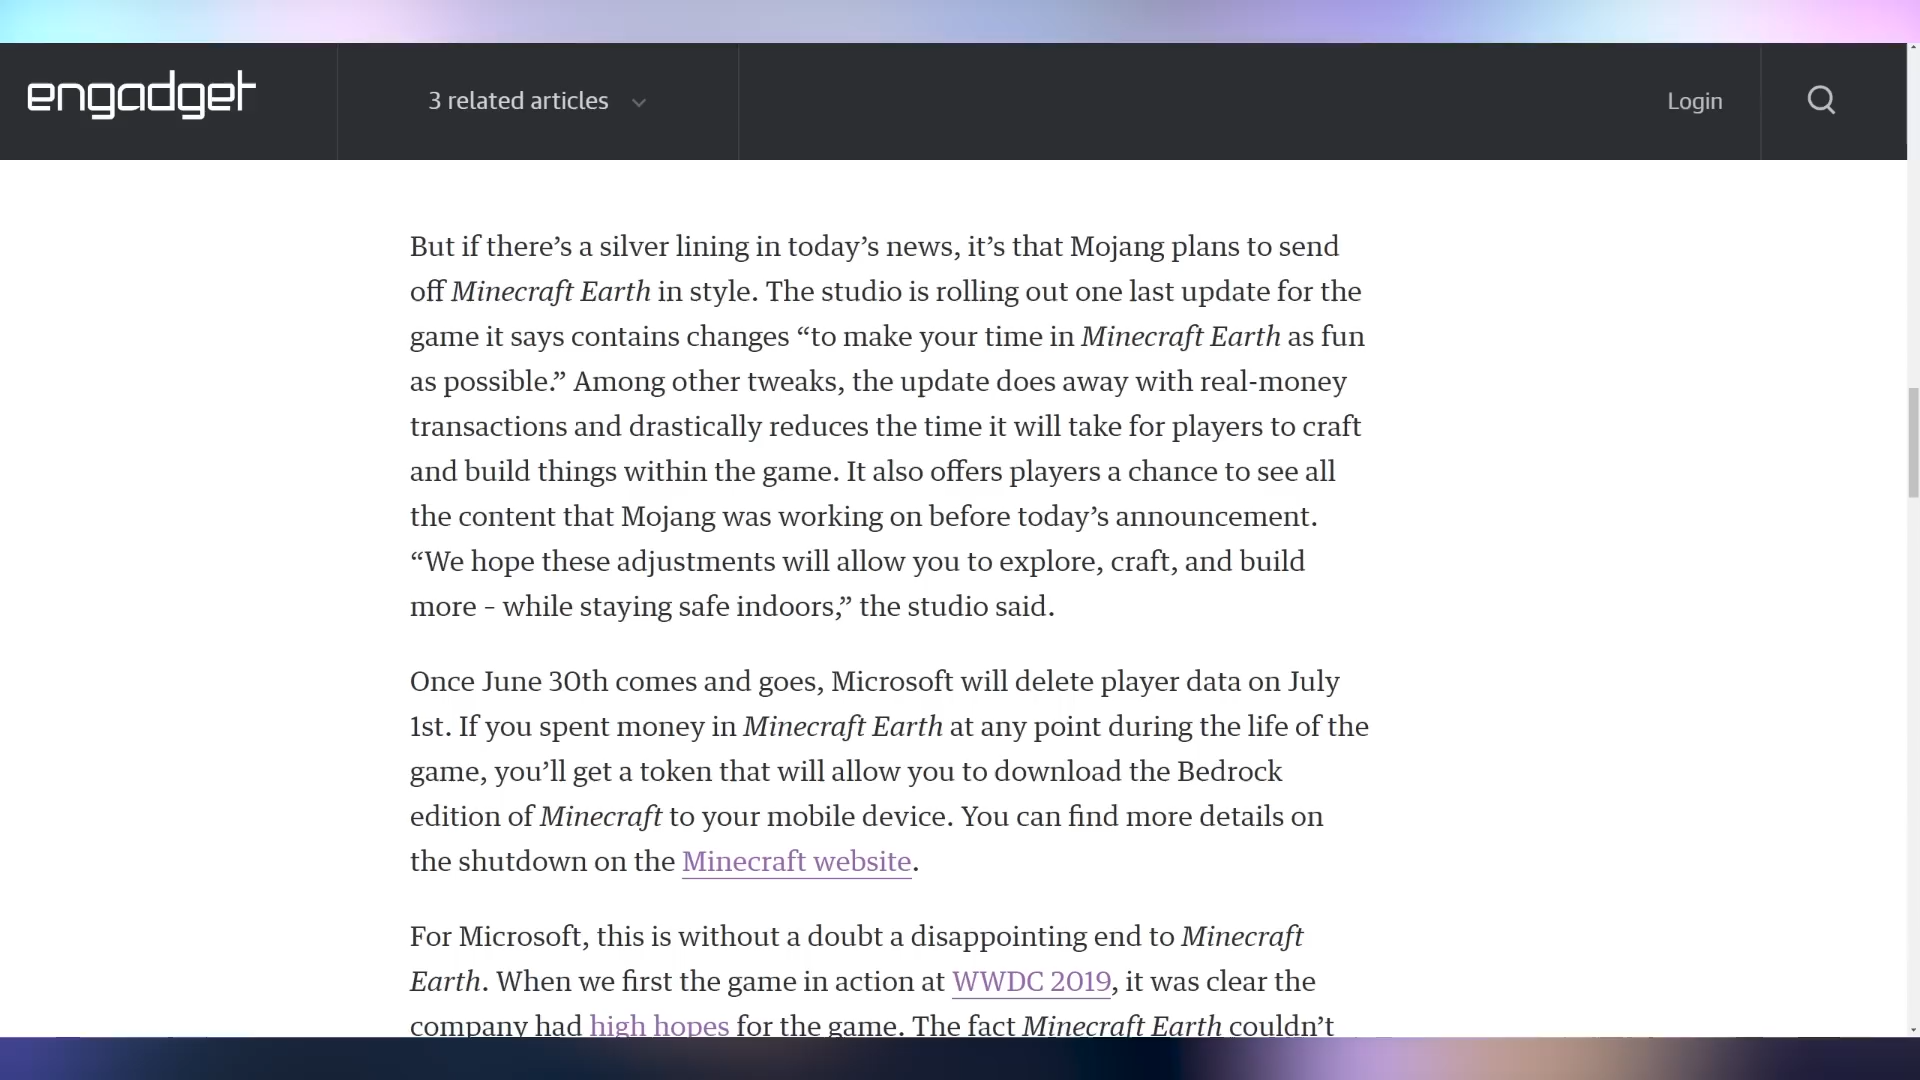 engadget
3 related articles
Login
But if there’s a silver lining in today’s news, it’s that Mojang plans to send
off Minecraft Earth in style. The studio is rolling out one last update for the
game it says contains changes “to make your time in Minecraft Earth as fun
as possible.” Among other tweaks, the update does away with real-money
transactions and drastically reduces the time it will take for players to craft
and build things within the game. It also offers players a chance to see all
the content that Mojang was working on before today’s announcement.
“We hope these adjustments will allow you to explore, craft, and build
more - while staying safe indoors,” the studio said.
Once June 30th comes and goes, Microsoft will delete player data on July
1st. If you spent money in Minecraft Earth at any point during the life of the
game, you’ll get a token that will allow you to download the Bedrock
edition of Minecraft to your mobile device. You can find more details on
the shutdown on the Minecraft website.
For Microsoft, this is without a doubt a disappointing end to Minecraft
Earth. When we first the game in action at WWDC 2019, it was clear the
company had high hopes for the game. The fact Minecraft Earth couldn’t